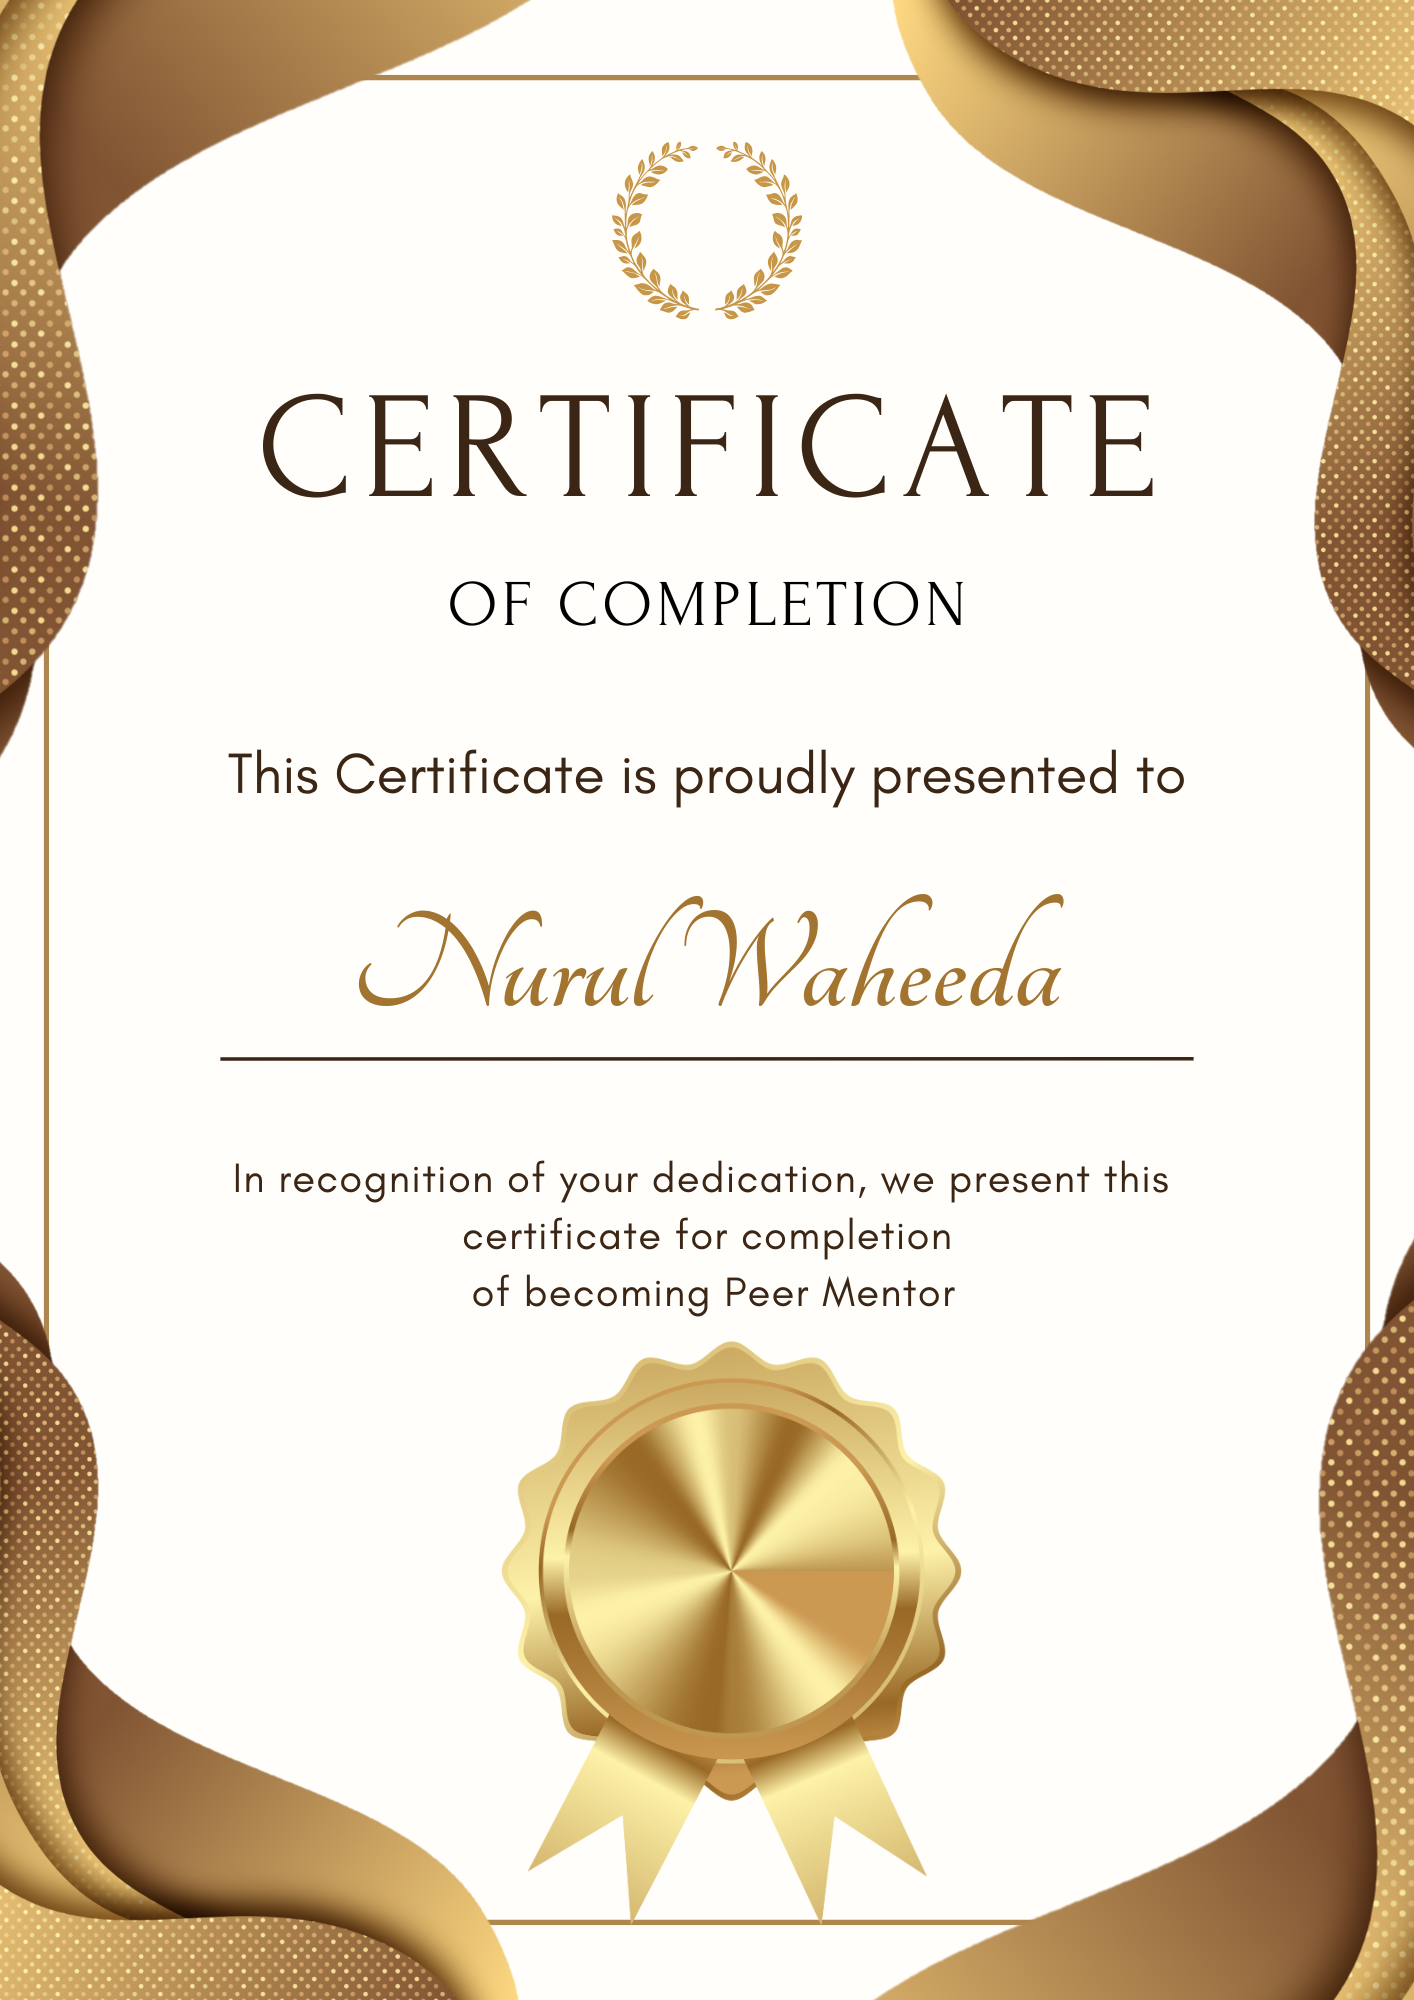 CERTIFICATE
OF COMPLETION
This Certificate is proudly presented to
Nurul Waheeda
In recognition of your dedication, we present this
certificate for completion
of becoming Peer Mentor